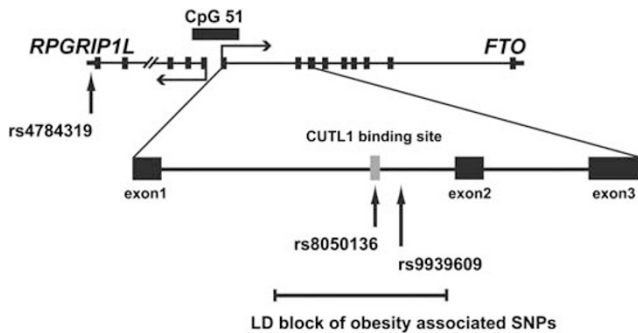 CpG 51
RPGRIP1L
FTO
rs4784319
CUTL1 binding site
exon1
exon2
exon3
rs8050136
rs9939609
LD block of obesity associated SNPs